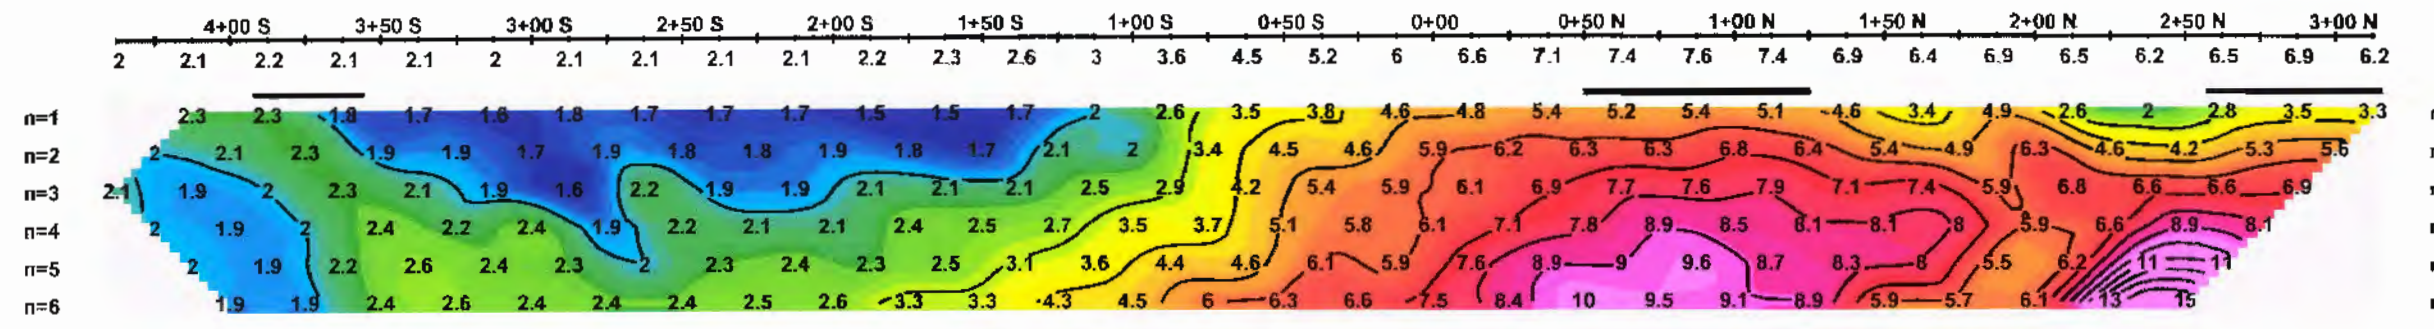 4+00 S 3+50 S 3+00 S 2+50 S 2+00 S 1+50 S 1+00 S 0+50 S 0+00 0+50 N 1+00 N 1+50 N 2+00 N 2+50 N 3+00 N
2 2.1 2.2 2.1 2.1 2 2.1 2.1 2.1 2.1 2.2 2.3 2.6 3 3.6 4.5 5.2 6 6.6 7.1 7.4 7.6 7.4 6.9 6.4 6.9 6.5 6.2 6.5 6.9 6.2
n=1 2.3 2.3 1.8 1.7 1.6 1.8 1.7 1.7 1.7 1.5 1.5 1.7 2 2.6 3.5 3.8 4.6 4.8 5.4 5.2 5.4 5.1 4.6 3.4 4.9 2.6 2 2.8 3.5 3.3
n=2 2 2.1 2.3 1.9 1.9 1.7 1.9 1.8 1.8 1.9 1.8 1.7 2.1 2 3.4 4.5 4.6 5.9 6.2 6.3 6.3 6.8 6.4 5.4 4.9 6.3 4.6 4.2 5.3 5.6
n=3 2.1 1.9 2 2.3 2.1 1.9 1.6 2.2 1.9 1.9 2.1 2.1 2.1 2.5 2.9 4.2 5.4 5.9 6.1 6.9 7.7 7.6 7.9 7.1 7.4 5.9 6.8 6.6 6.6 6.9
n=4 2 1.9 2 2.4 2.2 2.4 1.9 2.2 2.1 2.1 2.4 2.5 2.7 3.5 3.7 5.1 5.8 6.1 7.1 7.8 8.9 8.5 8.1 8.1 8 5.9 6.6 8.9 8.1
n=5 2 1.9 2.2 2.6 2.4 2.3 2 2.3 2.4 2.3 2.5 3.1 3.6 4.4 4.6 6.1 5.9 7.6 8.9 9 9.6 8.7 8.3 8 5.5 6.2 11 11
n=6 1.9 1.9 2.4 2.6 2.4 2.4 2.4 2.5 2.6 3.3 3.3 4.3 4.5 6 6.3 6.6 7.5 8.4 10 9.5 9.1 8.9 5.9 5.7 6.1 13 15